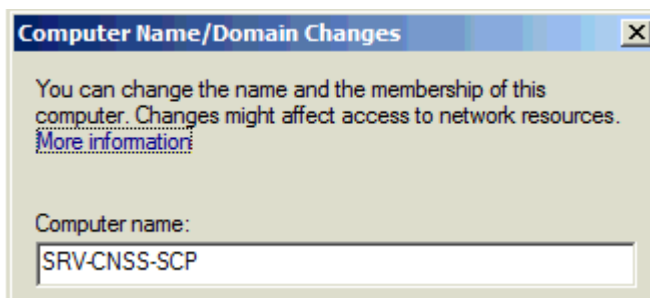 Computer Name/Domain Changes
You can change the name and the membership of this
computer. Changes might affect access to network resources.
More information
Computer name:
SRV-CNSS-SCP